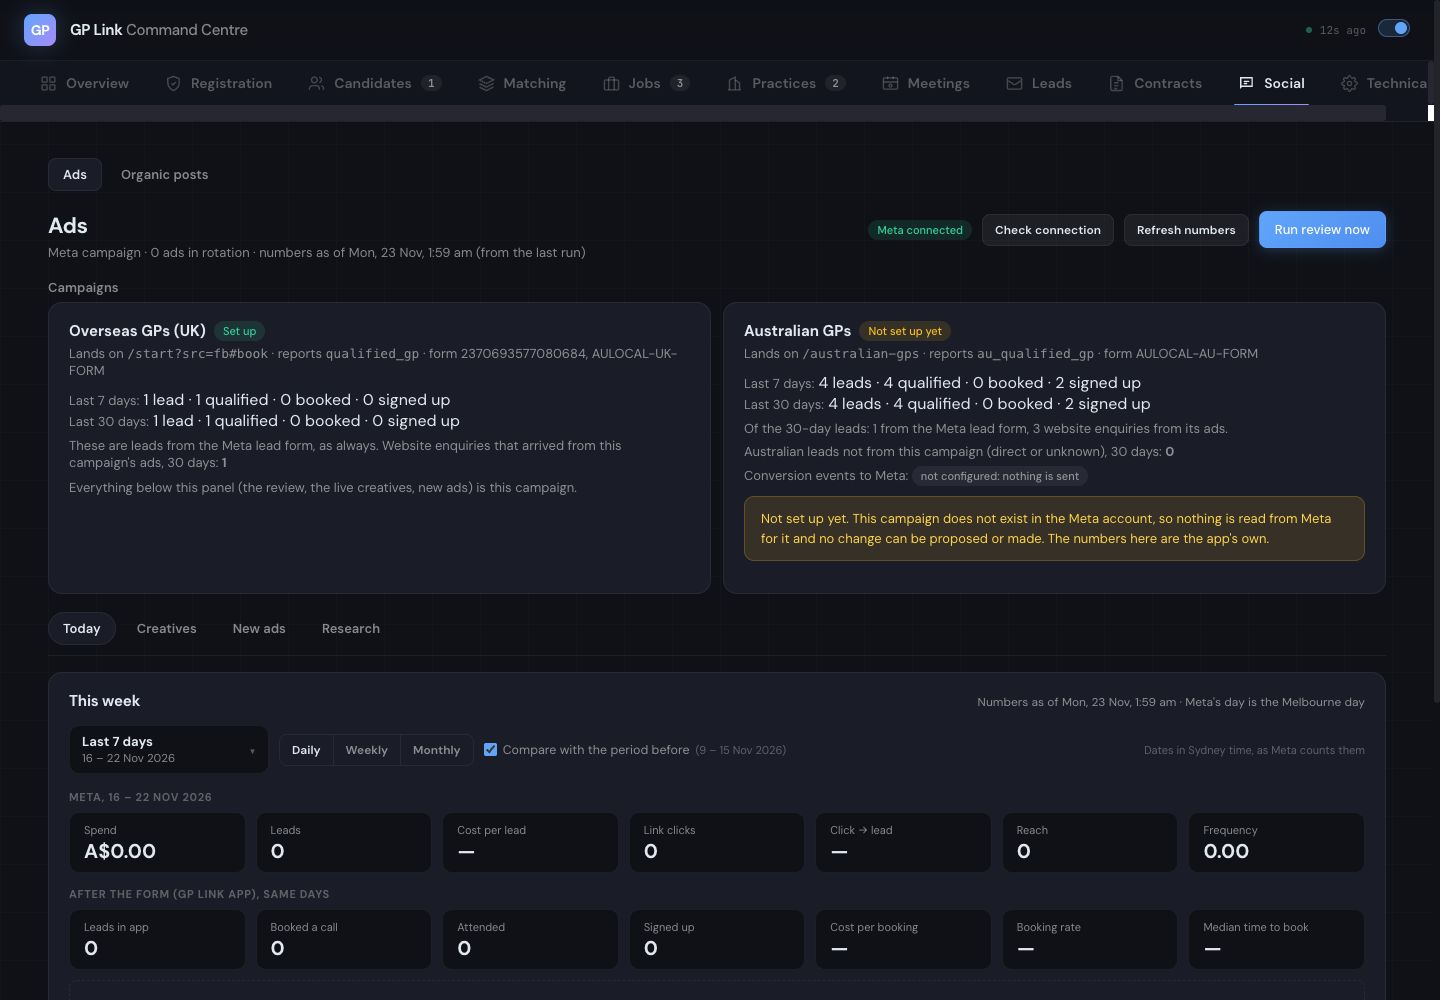 GP GP Link Command Centre
12s ago
Overview Registration Candidates 1 Matching Jobs 3 Practices 2 Meetings Leads Contracts Social Technica
Ads Organic posts
Ads
Meta campaign · 0 ads in rotation · numbers as of Mon, 23 Nov, 1:59 am (from the last run)
Meta connected Check connection Refresh numbers Run review now
Campaigns
Overseas GPs (UK) Set up
Lands on /start?src=fb#book · reports qualified_gp · form 2370693577080684, AULOCAL-UK-
FORM
Last 7 days: 1 lead · 1 qualified · 0 booked · 0 signed up
Last 30 days: 1 lead · 1 qualified · 0 booked · 0 signed up
These are leads from the Meta lead form, as always. Website enquiries that arrived from this
campaign's ads, 30 days: 1
Everything below this panel (the review, the live creatives, new ads) is this campaign.
Australian GPs Not set up yet
Lands on /australian-gps · reports au_qualified_gp · form AULOCAL-AU-FORM
Last 7 days: 4 leads · 4 qualified · 0 booked · 2 signed up
Last 30 days: 4 leads · 4 qualified · 0 booked · 2 signed up
Of the 30-day leads: 1 from the Meta lead form, 3 website enquiries from its ads.
Australian leads not from this campaign (direct or unknown), 30 days: 0
Conversion events to Meta: not configured: nothing is sent
Not set up yet. This campaign does not exist in the Meta account, so nothing is read from Meta
for it and no change can be proposed or made. The numbers here are the app's own.
Today Creatives New ads Research
This week
Numbers as of Mon, 23 Nov, 1:59 am · Meta's day is the Melbourne day
Last 7 days
16 – 22 Nov 2026
Daily Weekly Monthly Compare with the period before (9 – 15 Nov 2026)
Dates in Sydney time, as Meta counts them
META, 16 – 22 NOV 2026
Spend Leads Cost per lead Link clicks Click → lead Reach Frequency
A$0.00 0 — 0 — 0 0.00
AFTER THE FORM (GP LINK APP), SAME DAYS
Leads in app Booked a call Attended Signed up Cost per booking Booking rate Median time to book
0 0 0 0 — — —